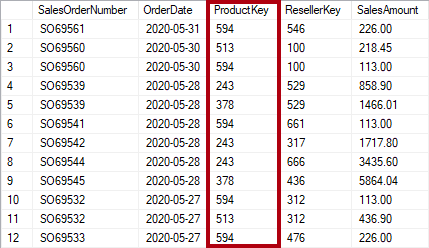 SalesOrderNumber OrderDate ProductKey ResellerKey SalesAmount
1 SO69561 2020-05-31 594 546 226.00
2 SO69560 2020-05-30 513 100 218.45
3 SO69560 2020-05-30 594 100 113.00
4 SO69539 2020-05-28 243 529 858.90
5 SO69539 2020-05-28 378 529 1466.01
6 SO69541 2020-05-28 594 661 113.00
7 SO69542 2020-05-28 243 317 1717.80
8 SO69544 2020-05-28 243 666 3435.60
9 SO69545 2020-05-28 378 436 5864.04
10 SO69532 2020-05-27 594 312 113.00
11 SO69532 2020-05-27 513 312 436.90
12 SO69533 2020-05-27 594 476 226.00